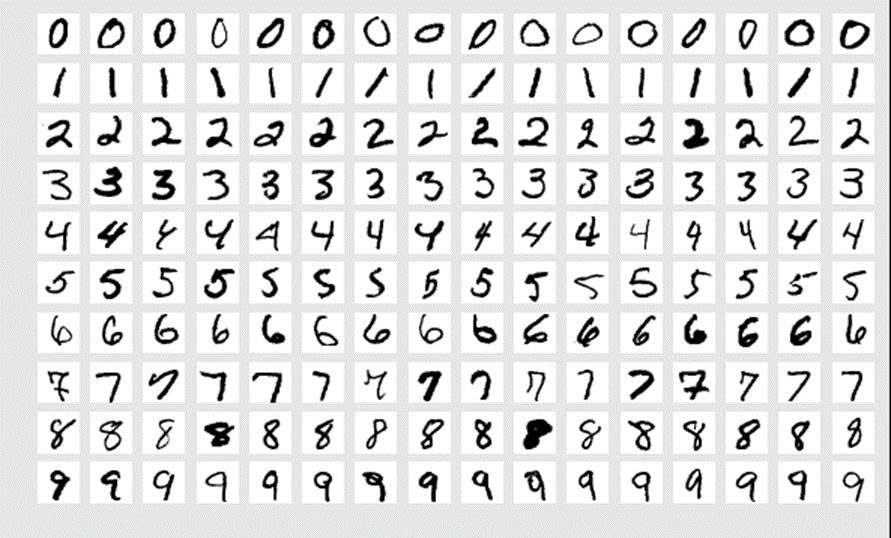 0 0 0 0 0 0 0 0 0 0 0 0 0 0 0 0
1 1 1 1 1 1 1 1 1 1 1 1 1 1 1 1
2 2 2 2 2 2 2 2 2 2 2 2 2 2 2 2
3 3 3 3 3 3 3 3 3 3 3 3 3 3 3 3
4 4 4 4 4 4 4 4 4 4 4 4 4 4 4 4
5 5 5 5 5 5 5 5 5 5 5 5 5 5 5 5
6 6 6 6 6 6 6 6 6 6 6 6 6 6 6 6
7 7 7 7 7 7 7 7 7 7 7 7 7 7 7 7
8 8 8 8 8 8 8 8 8 8 8 8 8 8 8 8
9 9 9 9 9 9 9 9 9 9 9 9 9 9 9 9